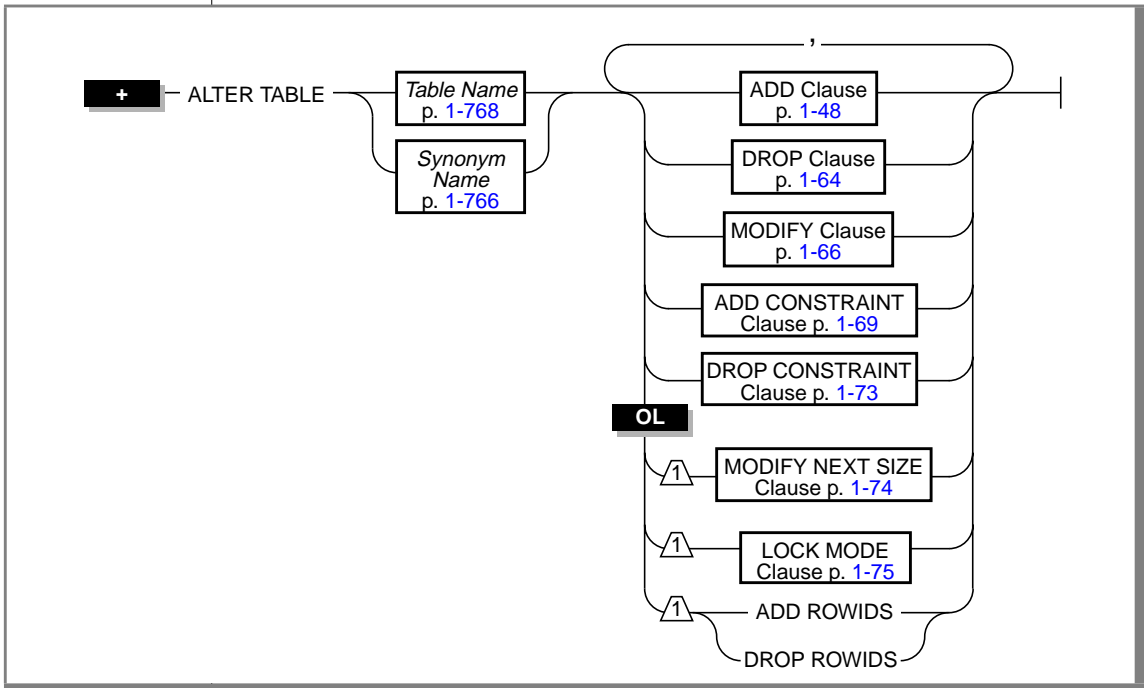 ,
+
ALTER TABLE
Table Name
p. 1-768
Synonym
Name
p. 1-766
ADD Clause
p. 1-48
DROP Clause
p. 1-64
MODIFY Clause
p. 1-66
ADD CONSTRAINT
Clause p. 1-69
DROP CONSTRAINT
Clause p. 1-73
OL
1
MODIFY NEXT SIZE
Clause p. 1-74
1
LOCK MODE
Clause p. 1-75
1
ADD ROWIDS
DROP ROWIDS